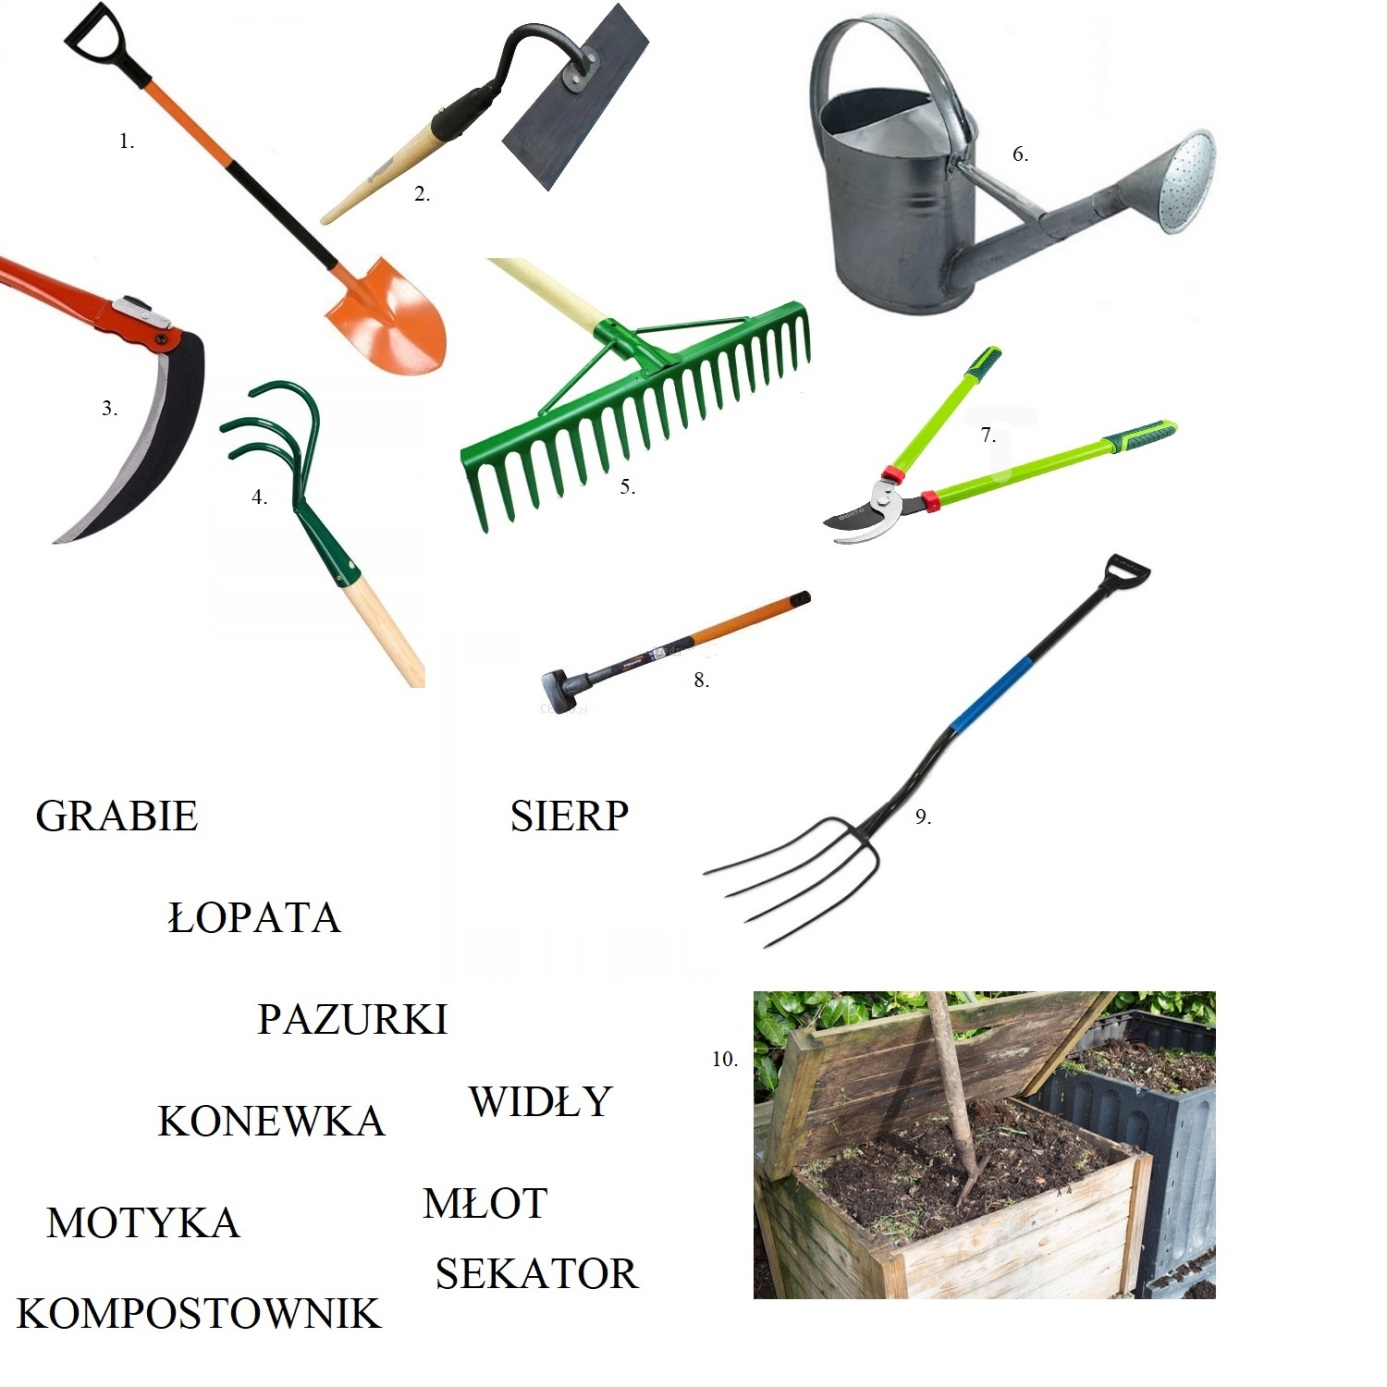 1.
2.
6.
3.
4.
5.
7.
8.
9.
GRABIE
SIERP
ŁOPATA
PAZURKI
10.
KONEWKA
WIDŁY
MOTYKA
MŁOT
SEKATOR
KOMPOSTOWNIK